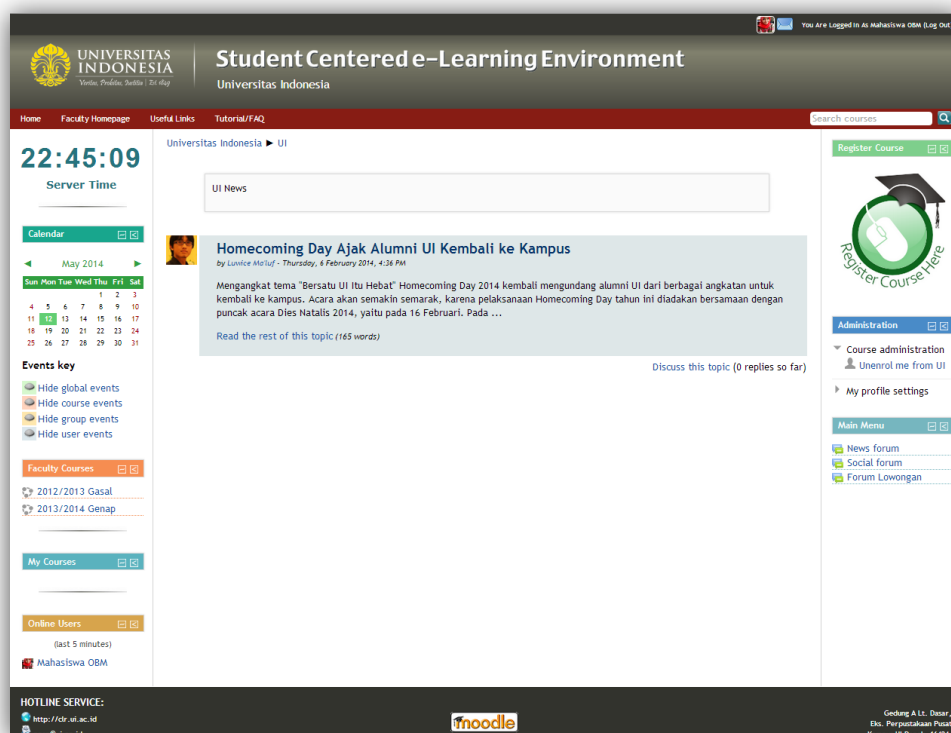 You Are Logged In As Mahasiswa OBM (Log Out
UNIVERSITAS
INDONESIA
Veritas, Probitas, Iustitia | Est. 1849
Student Centered e-Learning Environment
Universitas Indonesia
Home Faculty Homepage Useful Links Tutorial/FAQ
Search courses
22:45:09
Server Time
Calendar
◄ May 2014 ►
Sun Mon Tue Wed Thu Fri Sat
1 2 3
4 5 6 7 8 9 10
11 12 13 14 15 16 17
18 19 20 21 22 23 24
25 26 27 28 29 30 31
Events key
Hide global events
Hide course events
Hide group events
Hide user events
Faculty Courses
2012/2013 Gasal
2013/2014 Genap
My Courses
Online Users
(last 5 minutes)
Mahasiswa OBM
Universitas Indonesia ► UI
UI News
Homecoming Day Ajak Alumni UI Kembali ke Kampus
by Luwice Ma'luf - Thursday, 6 February 2014, 4:36 PM
Mengangkat tema "Bersatu UI Itu Hebat" Homecoming Day 2014 kembali mengundang alumni UI dari berbagai angkatan untuk
kembali ke kampus. Acara akan semakin semarak, karena pelaksanaan Homecoming Day tahun ini diadakan bersamaan dengan
puncak acara Dies Natalis 2014, yaitu pada 16 Februari. Pada ...
Read the rest of this topic (165 words)
Discuss this topic (0 replies so far)
Register Course
Register Course Here
Administration
Course administration
Unenrol me from UI
My profile settings
Main Menu
News forum
Social forum
Forum Lowongan
HOTLINE SERVICE:
http://clr.ui.ac.id
moodle
Gedung A Lt. Dasar,
Eks. Perpustakaan Pusat